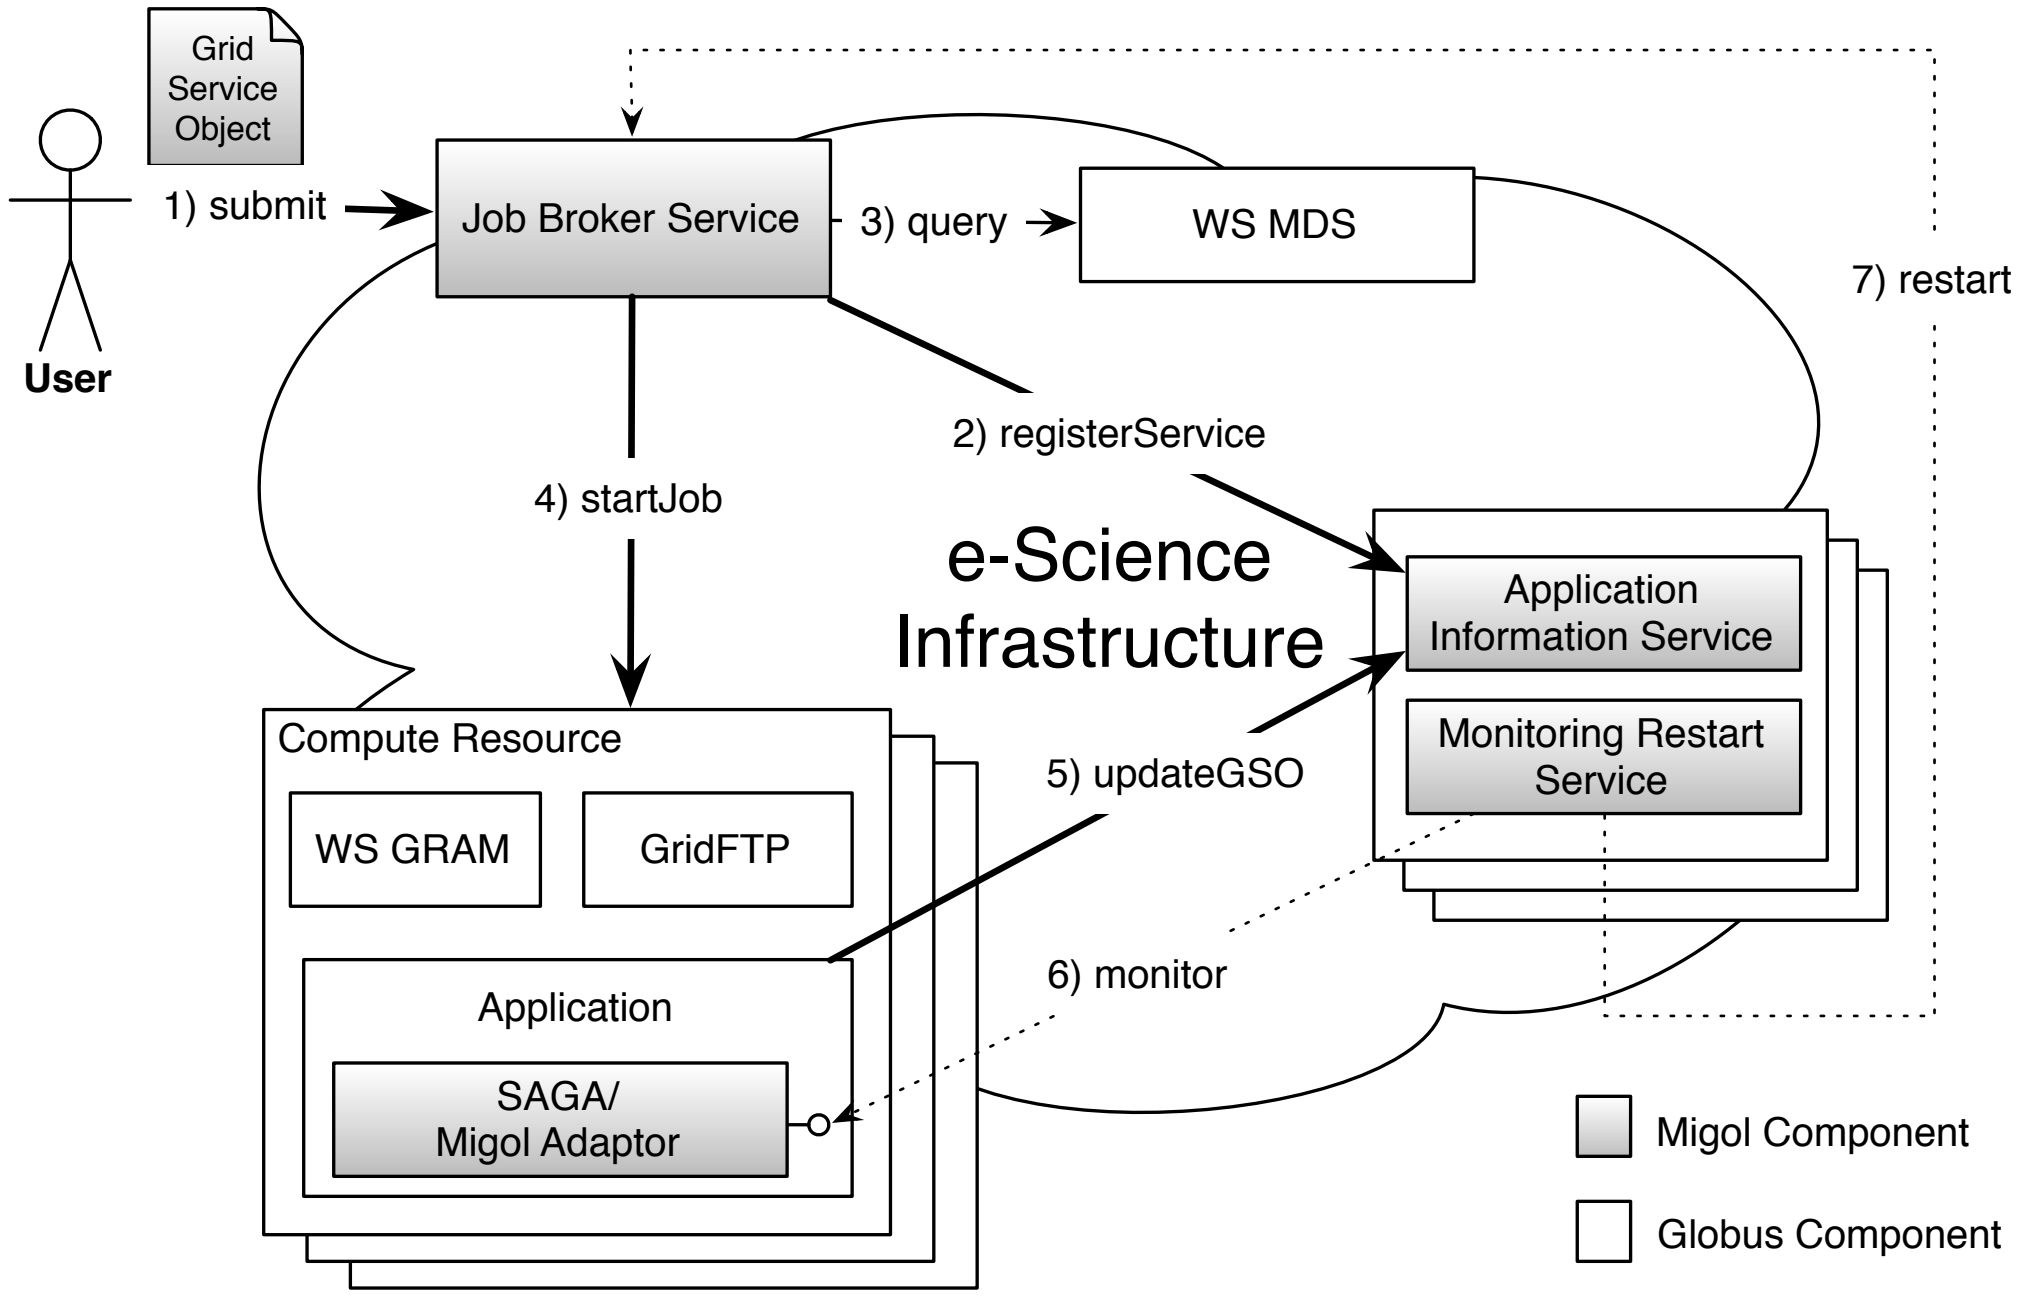 Grid
Service
Object
1) submit
User
Job Broker Service
3) query
WS MDS
7) restart
2) registerService
4) startJob
e-Science
Infrastructure
Application
Information Service
Monitoring Restart
Service
Compute Resource
WS GRAM
GridFTP
5) updateGSO
6) monitor
Application
SAGA/
Migol Adaptor
Migol Component
Globus Component